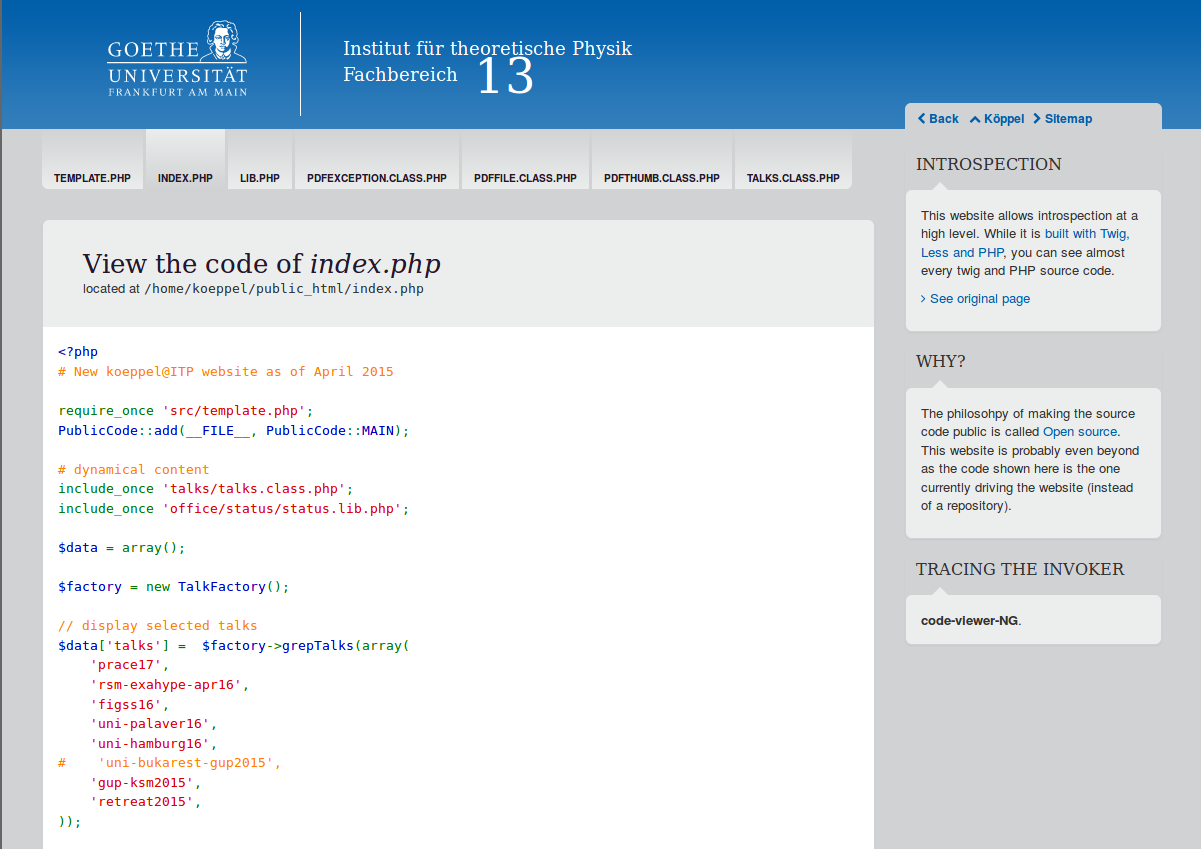 GOETHE
UNIVERSITÄT
FRANKFURT AM MAIN
Institut für theoretische Physik
Fachbereich 13
Back Köppel Sitemap
TEMPLATE.PHP INDEX.PHP LIB.PHP PDFEXCEPTION.CLASS.PHP PDFFILE.CLASS.PHP PDFTHUMB.CLASS.PHP TALKS.CLASS.PHP
View the code of index.php
located at /home/koeppel/public_html/index.php
<?php
# New koeppel@ITP website as of April 2015
require_once 'src/template.php';
PublicCode::add(__FILE__, PublicCode::MAIN);
# dynamical content
include_once 'talks/talks.class.php';
include_once 'office/status/status.lib.php';
$data = array();
$factory = new TalkFactory();
// display selected talks
$data['talks'] =  $factory->grepTalks(array(
    'prace17',
    'rsm-exahype-apr16',
    'figss16',
    'uni-palaver16',
    'uni-hamburg16',
#    'uni-bukarest-gup2015',
    'gup-ksm2015',
    'retreat2015',
));
INTROSPECTION
This website allows introspection at a
high level. While it is built with Twig,
Less and PHP, you can see almost
every twig and PHP source code.
> See original page
WHY?
The philosohpy of making the source
code public is called Open source.
This website is probably even beyond
as the code shown here is the one
currently driving the website (instead
of a repository).
TRACING THE INVOKER
code-viewer-NG.